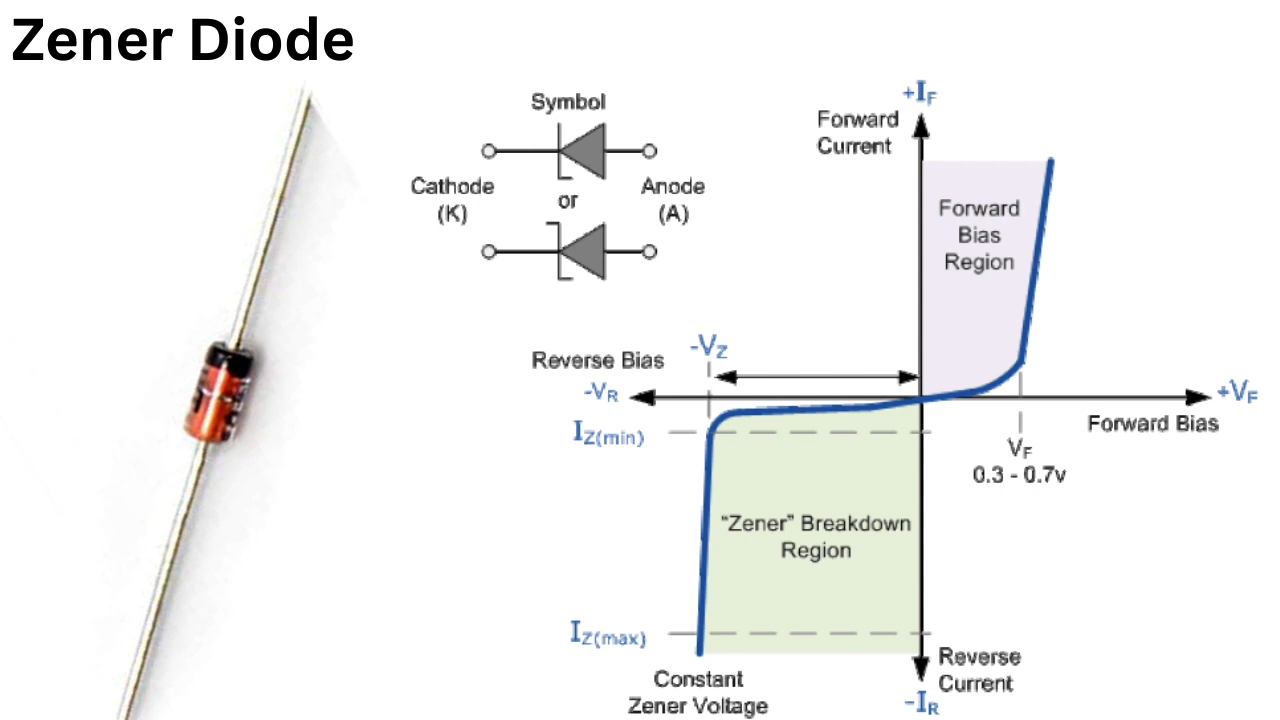 Zener Diode
Symbol
Cathode
(K)
or
Anode
(A)
+IF
Forward
Current
Forward
Bias
Region
-VZ
Reverse Bias
-VR
+VF
Forward Bias
IZ(min)
VF
0.3 - 0.7v
“Zener” Breakdown
Region
IZ(max)
Reverse
Current
-IR
Constant
Zener Voltage